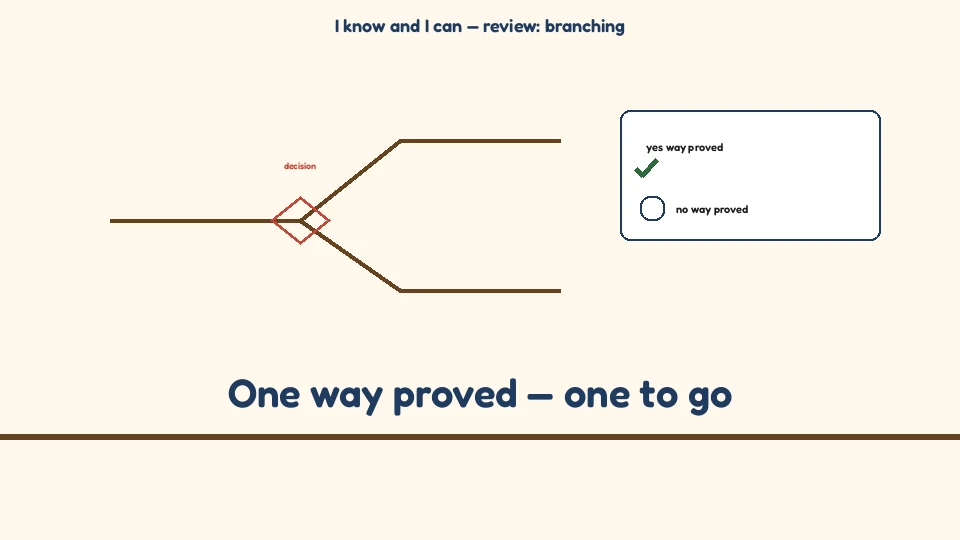 I know and I can — review: branching
decision
yes way proved
no way proved
One way proved — one to go